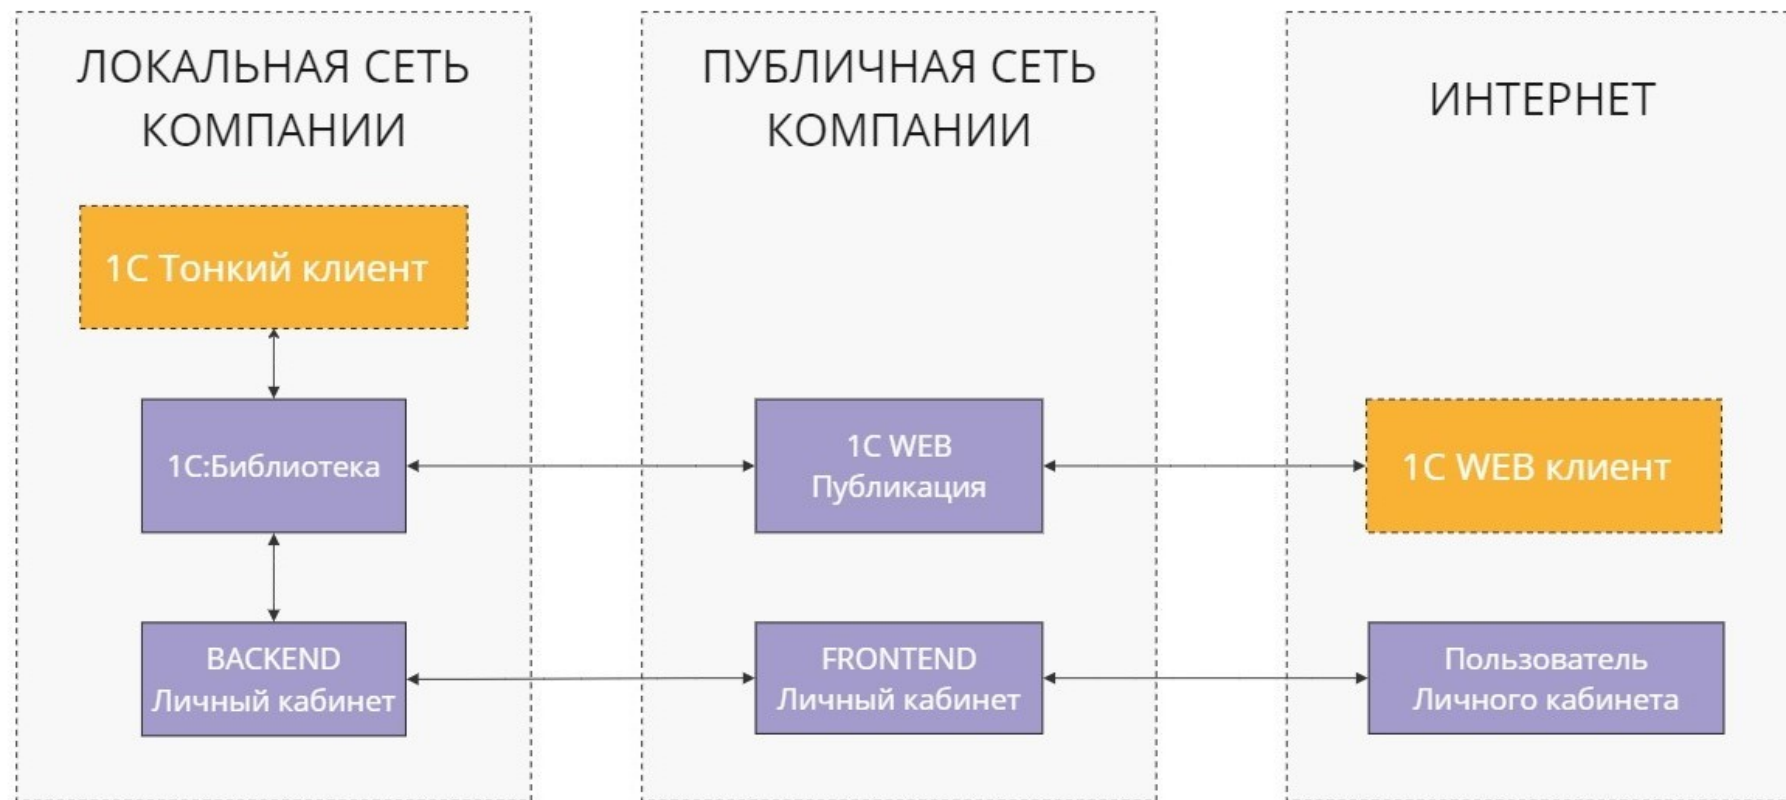 ЛОКАЛЬНАЯ СЕТЬ
КОМПАНИИ
ПУБЛИЧНАЯ СЕТЬ
КОМПАНИИ
ИНТЕРНЕТ
1С Тонкий клиент
1С:Библиотека
1С WEB
Публикация
1С WEB клиент
BACKEND
Личный кабинет
FRONTEND
Личный кабинет
Пользователь
Личного кабинета